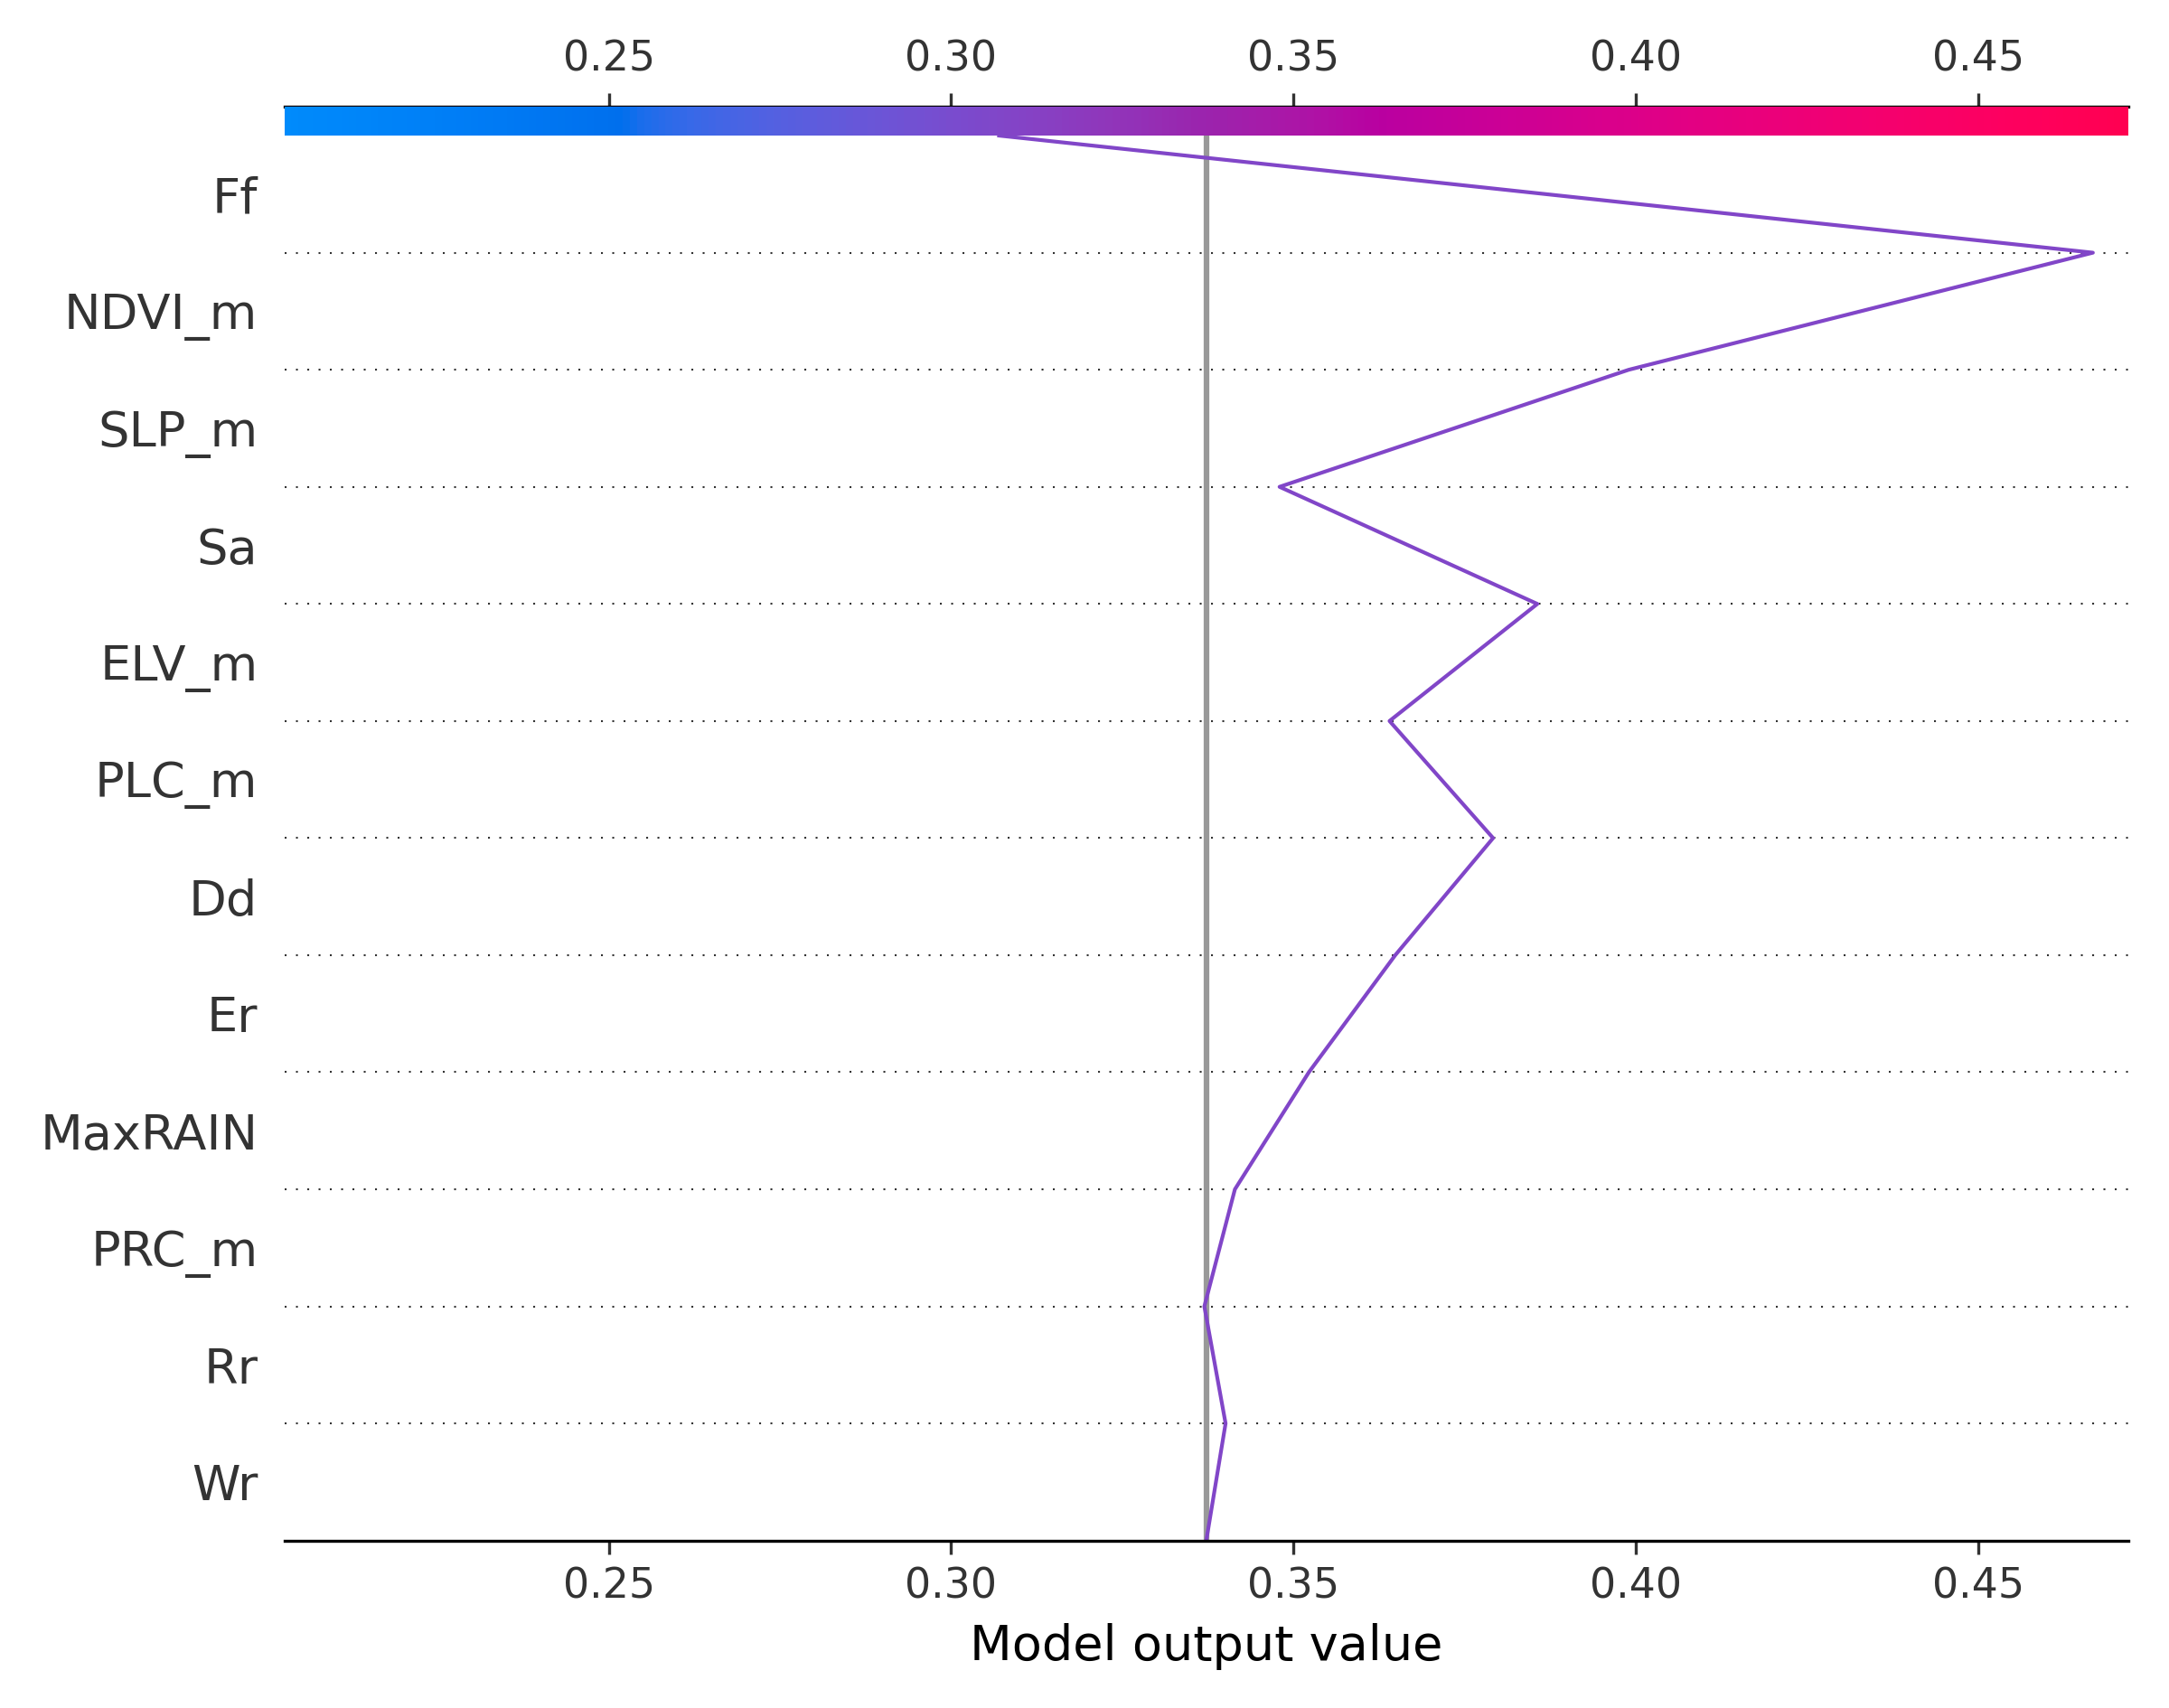 0.25 0.30 0.35 0.40 0.45
Ff
NDVI_m
SLP_m
Sa
ELV_m
PLC_m
Dd
Er
MaxRAIN
PRC_m
Rr
Wr
0.25 0.30 0.35 0.40 0.45
Model output value